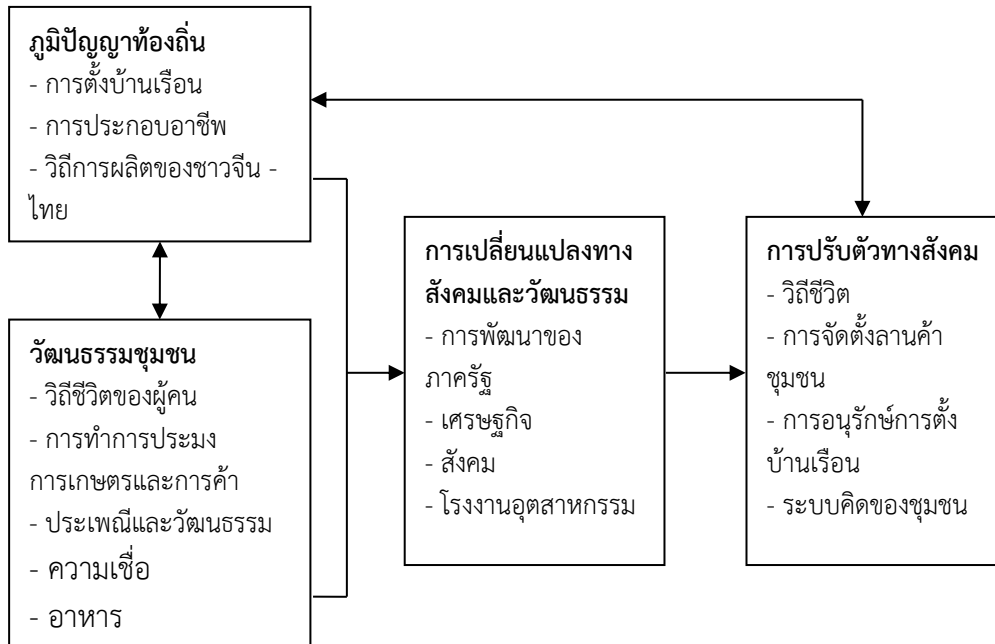 ภูมิปัญญาท้องถิ่น
- การตั้งบ้านเรือน
- การประกอบอาชีพ
- วิถีการผลิตของชาวจีน -
ไทย
วัฒนธรรมชุมชน
- วิถีชีวิตของผู้คน
- การทำการประมง
การเกษตรและการค้า
- ประเพณีและวัฒนธรรม
- ความเชื่อ
- อาหาร
การเปลี่ยนแปลงทาง
สังคมและวัฒนธรรม
- การพัฒนาของ
ภาครัฐ
- เศรษฐกิจ
- สังคม
- โรงงานอุตสาหกรรม
การปรับตัวทางสังคม
- วิถีชีวิต
- การจัดตั้งลานค้า
ชุมชน
- การอนุรักษ์การตั้ง
บ้านเรือน
- ระบบคิดของชุมชน